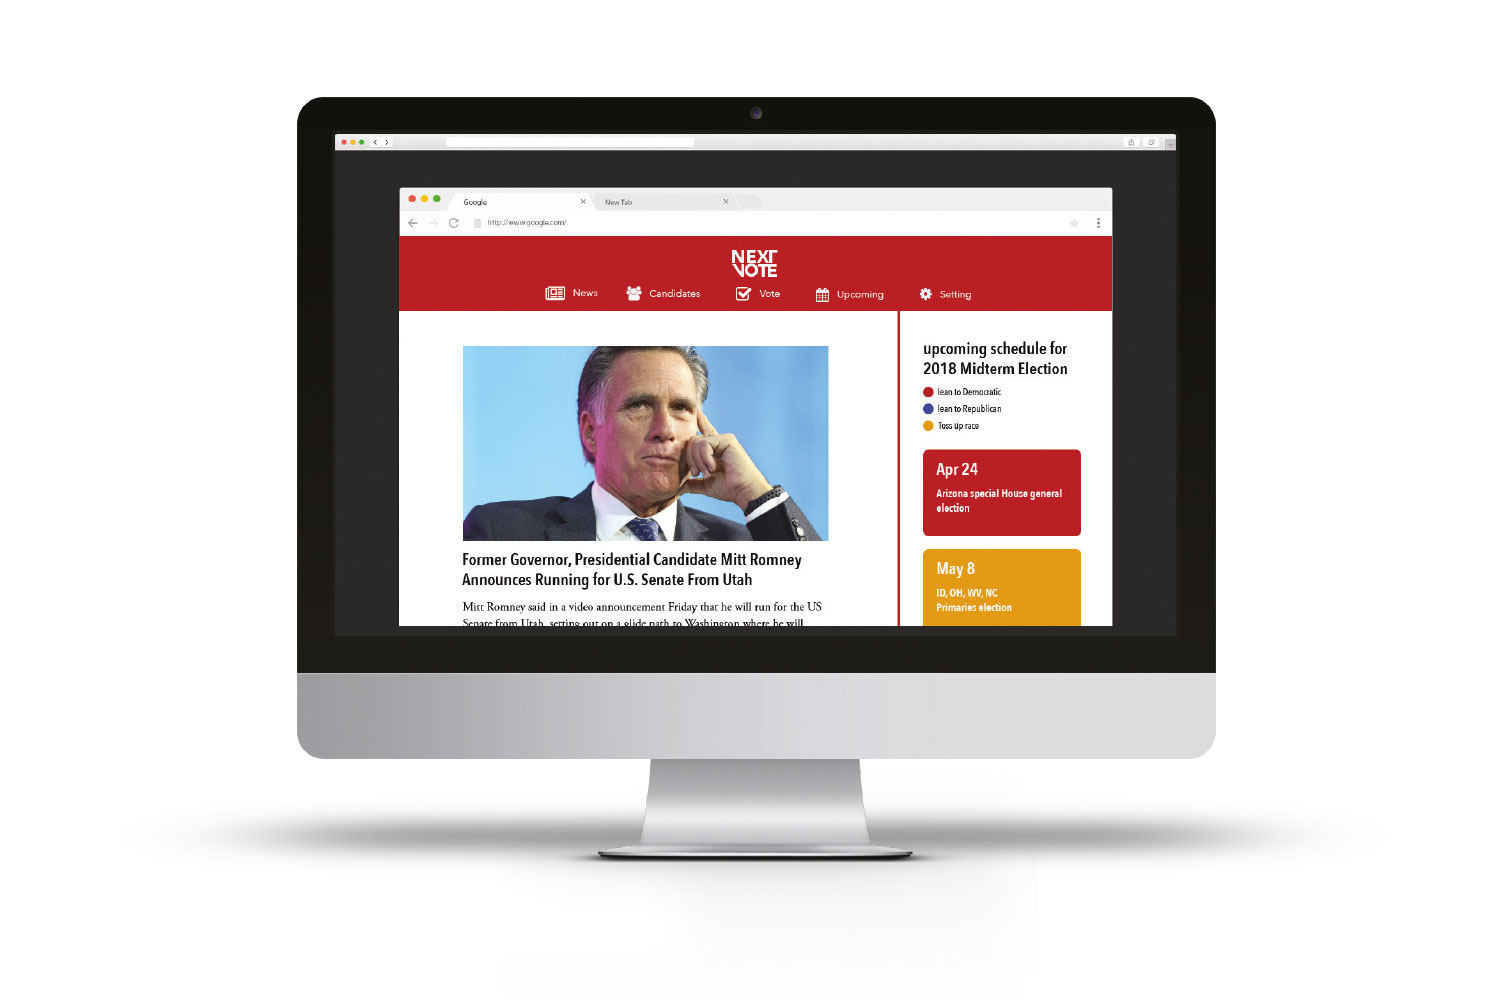 Google
New Tab
http://www.google.com/
NEXT
VOTE
News
Candidates
Vote
Upcoming
Setting
Former Governor, Presidential Candidate Mitt Romney
Announces Running for U.S. Senate From Utah
Mitt Romney said in a video announcement Friday that he will run for the US
Senate from Utah, setting out on a glide path to Washington where he will
upcoming schedule for
2018 Midterm Election
lean to Democratic
lean to Republican
Toss up race
Apr 24
Arizona special House general
election
May 8
ID, OH, WV, NC
Primaries election